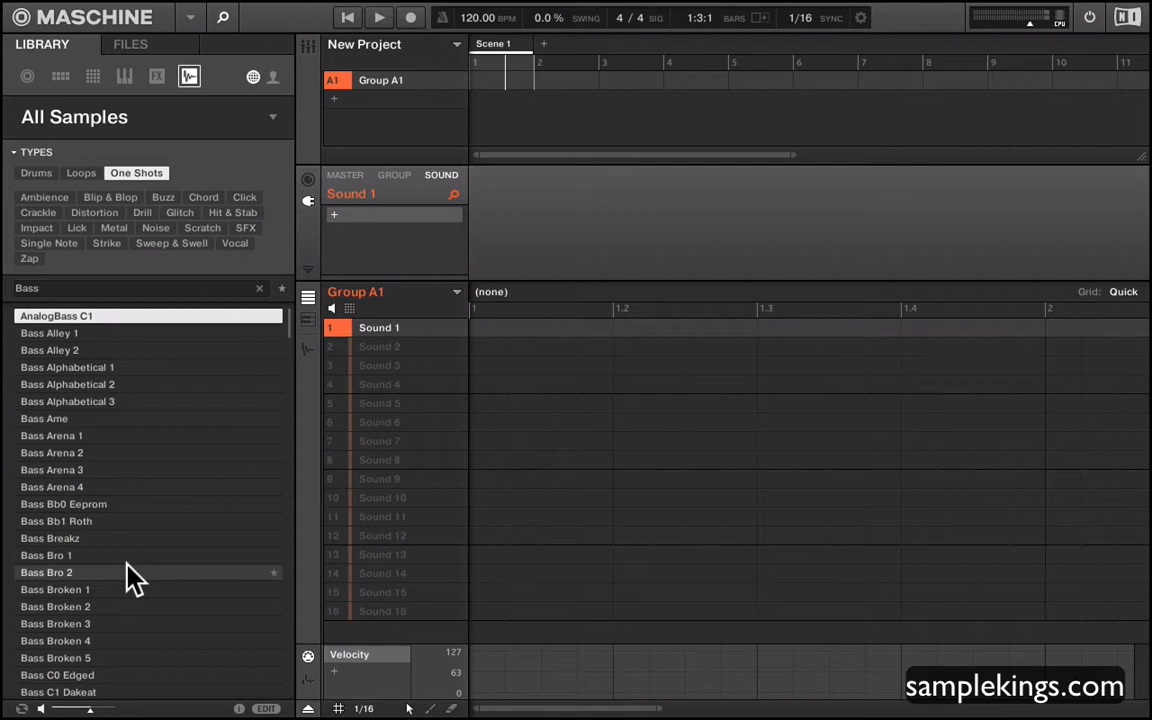 MASCHINE
120.00 BPM 0.0% SWING 4 / 4 SIG 1:3:1 BARS 1/16 SYNC CPU
LIBRARY FILES
New Project
Scene 1 +
1 2 3 4 5 6 7 8 9 10 11
A1 Group A1
+
All Samples
TYPES
Drums Loops One Shots
Ambience Blip & Blop Buzz Chord Click
Crackle Distortion Drill Glitch Hit & Stab
Impact Lick Metal Noise Scratch SFX
Single Note Strike Sweep & Swell Vocal
Zap
MASTER GROUP SOUND
Sound 1
+
Bass
AnalogBass C1
Bass Alley 1
Bass Alley 2
Bass Alphabetical 1
Bass Alphabetical 2
Bass Alphabetical 3
Bass Ame
Bass Arena 1
Bass Arena 2
Bass Arena 3
Bass Arena 4
Bass Bb0 Eeprom
Bass Bb1 Roth
Bass Breakz
Bass Bro 1
Bass Bro 2
Bass Broken 1
Bass Broken 2
Bass Broken 3
Bass Broken 4
Bass Broken 5
Bass C0 Edged
Bass C1 Dakeat
EDIT
Group A1 (none) Grid: Quick
1 1.2 1.3 1.4 2
1 Sound 1
2 Sound 2
3 Sound 3
4 Sound 4
5 Sound 5
6 Sound 6
7 Sound 7
8 Sound 8
9 Sound 9
10 Sound 10
11 Sound 11
12 Sound 12
13 Sound 13
14 Sound 14
15 Sound 15
16 Sound 16
Velocity 127
+ 63
0
1/16
samplekings.com